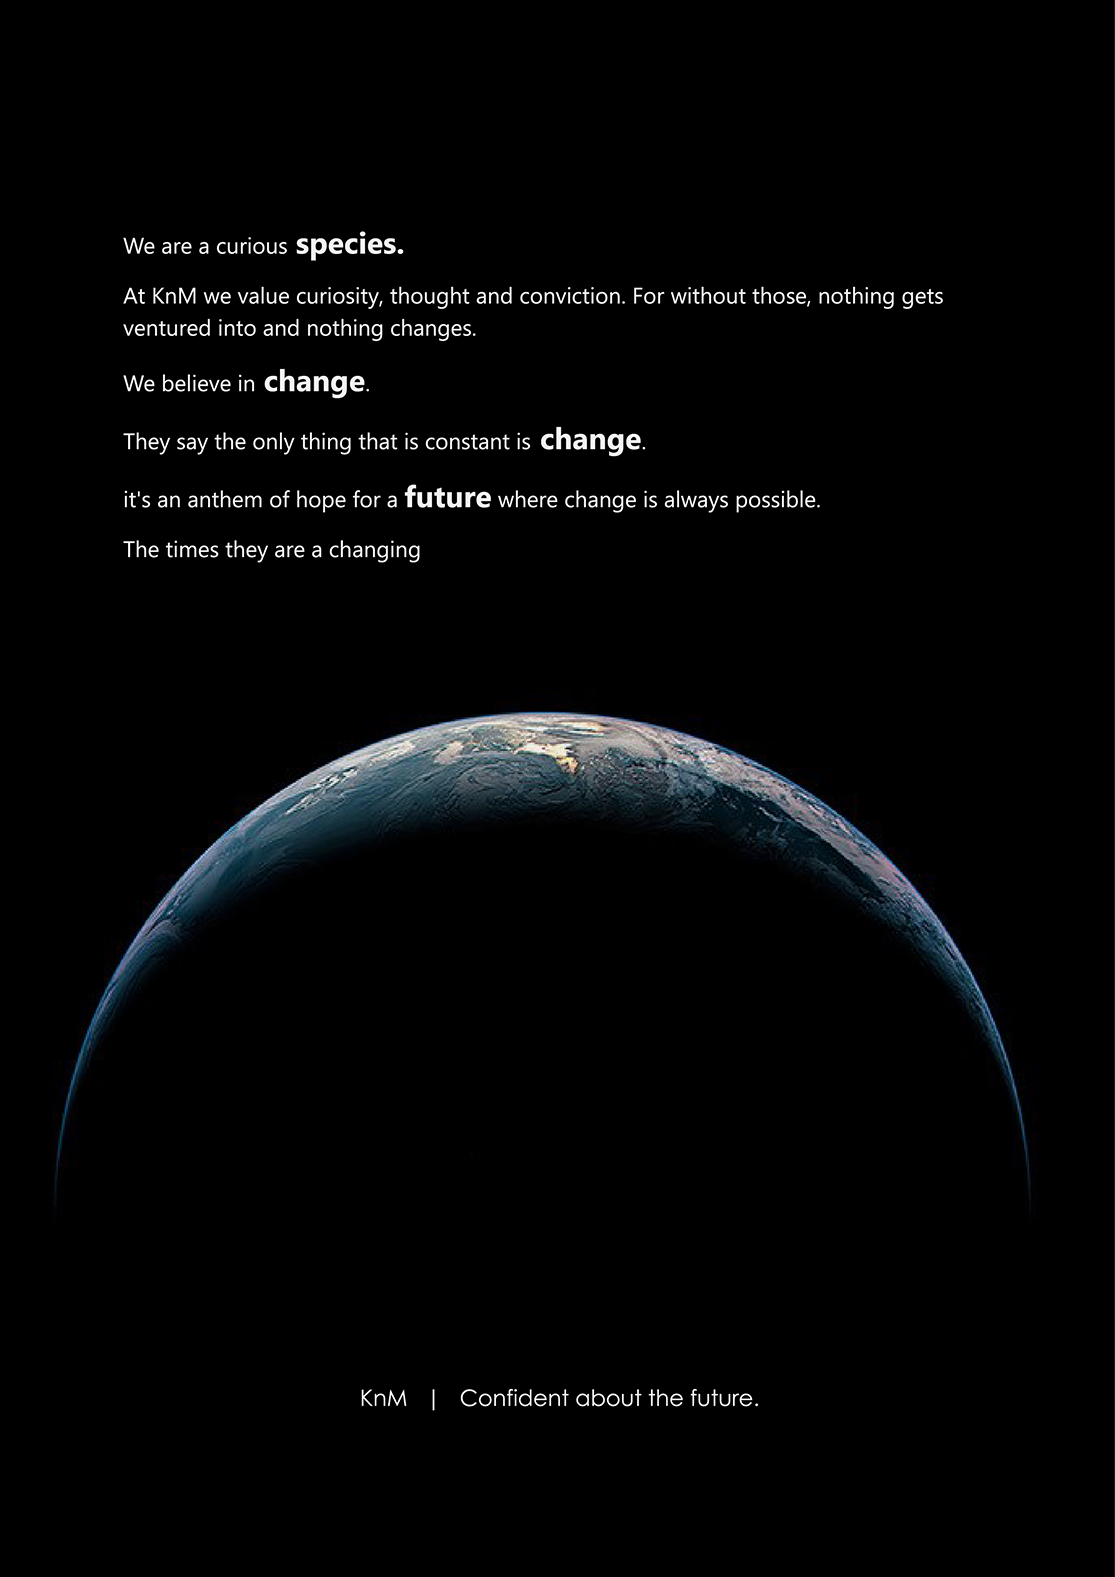 We are a curious species.
At KnM we value curiosity, thought and conviction. For without those, nothing gets
ventured into and nothing changes.
We believe in change.
They say the only thing that is constant is change.
it's an anthem of hope for a future where change is always possible.
The times they are a changing
KnM | Confident about the future.